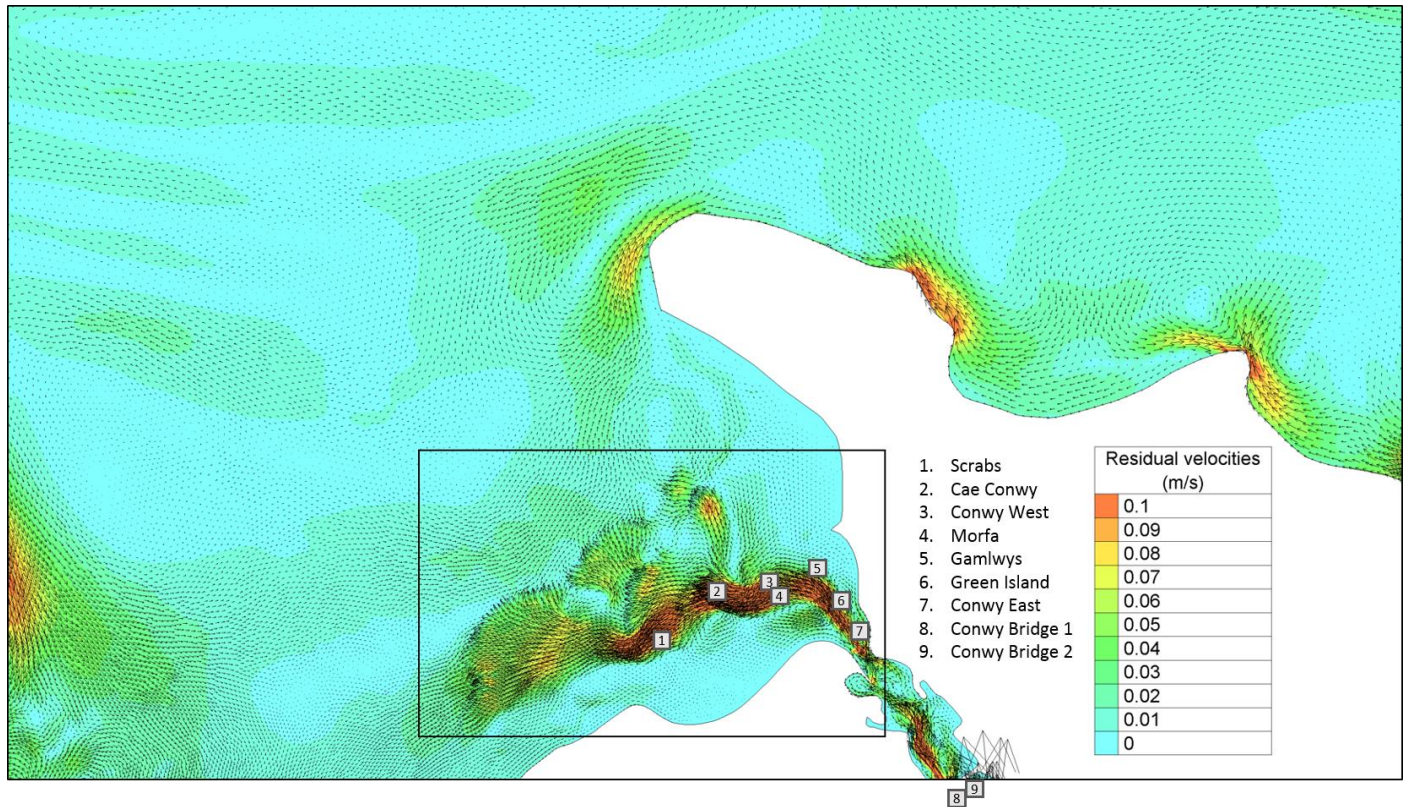 1. Scrabs
2. Cae Conwy
3. Conwy West
4. Morfa
5. Gamlwys
6. Green Island
7. Conwy East
8. Conwy Bridge 1
9. Conwy Bridge 2
Residual velocities
(m/s)
0.1
0.09
0.08
0.07
0.06
0.05
0.04
0.03
0.02
0.01
0
5
3
2
4
6
7
1
9
8